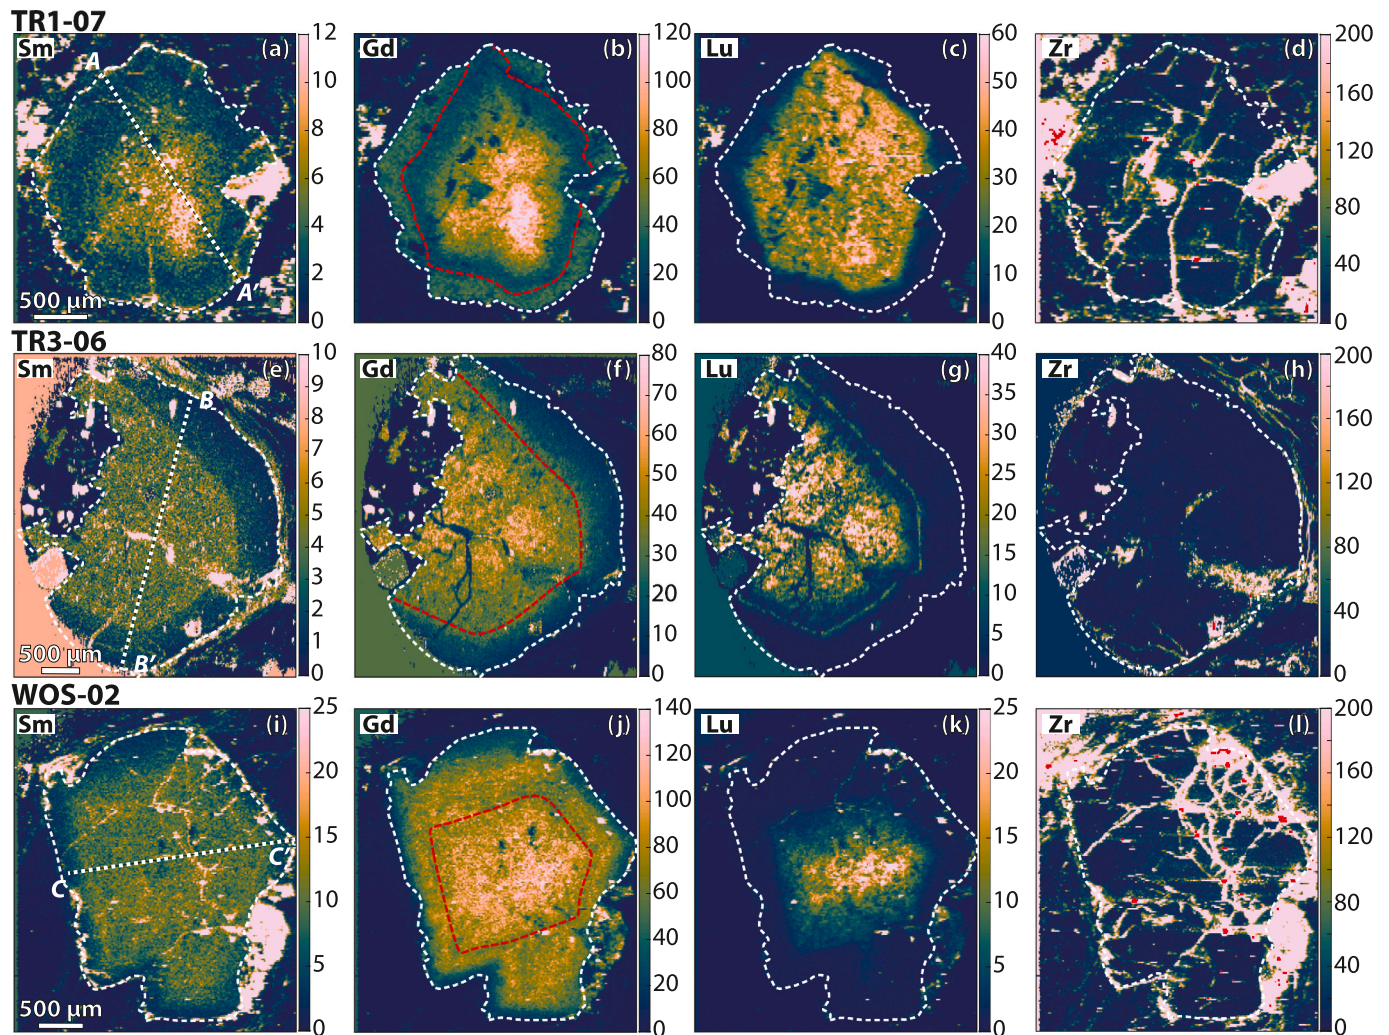 TR1-07
Sm (a) A A' 500 µm 12 10 8 6 4 2 0
Gd (b) 120 100 80 60 40 20 0
Lu (c) 60 50 40 30 20 10 0
Zr (d) 200 160 120 80 40 0
TR3-06
Sm (e) B B' 500 µm 10 9 8 7 6 5 4 3 2 1 0
Gd (f) 80 70 60 50 40 30 20 10 0
Lu (g) 40 35 30 25 20 15 10 5 0
Zr (h) 200 160 120 80 40 0
WOS-02
Sm (i) C C' 500 µm 25 20 15 10 5 0
Gd (j) 140 120 100 80 60 40 20 0
Lu (k) 25 20 15 10 5 0
Zr (l) 200 160 120 80 40 0